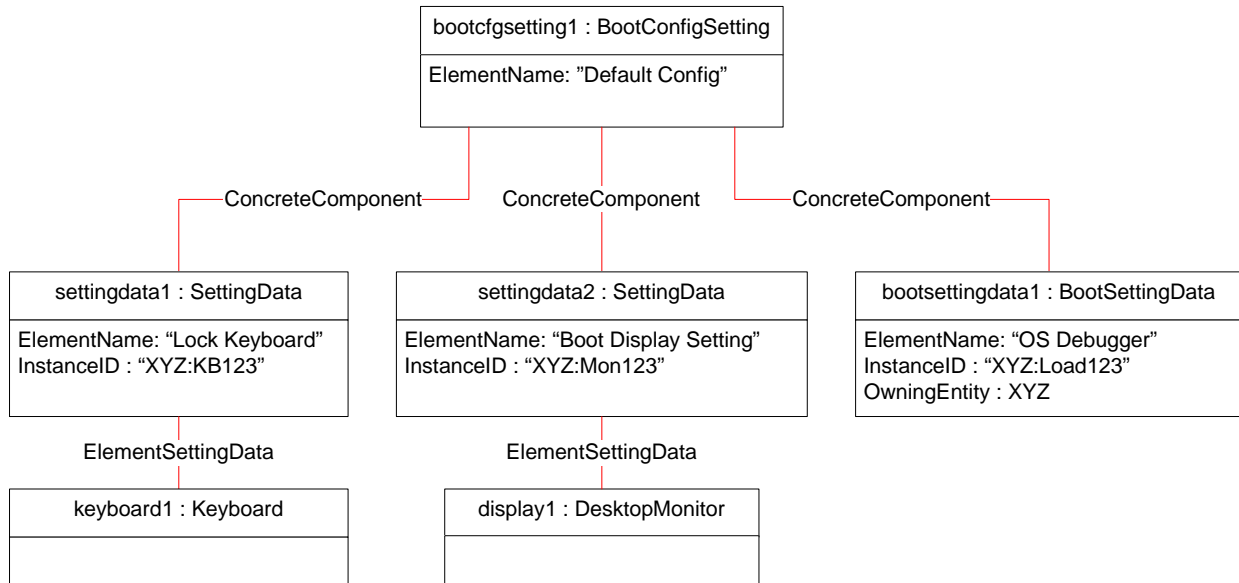 bootcfgsetting1 : BootConfigSetting
ElementName: ”Default Config”
ConcreteComponent
ConcreteComponent
ConcreteComponent
settingdata1 : SettingData
ElementName: “Lock Keyboard”
InstanceID : “XYZ:KB123”
settingdata2 : SettingData
ElementName: “Boot Display Setting”
InstanceID : “XYZ:Mon123”
bootsettingdata1 : BootSettingData
ElementName: “OS Debugger”
InstanceID : “XYZ:Load123”
OwningEntity : XYZ
ElementSettingData
ElementSettingData
keyboard1 : Keyboard
display1 : DesktopMonitor